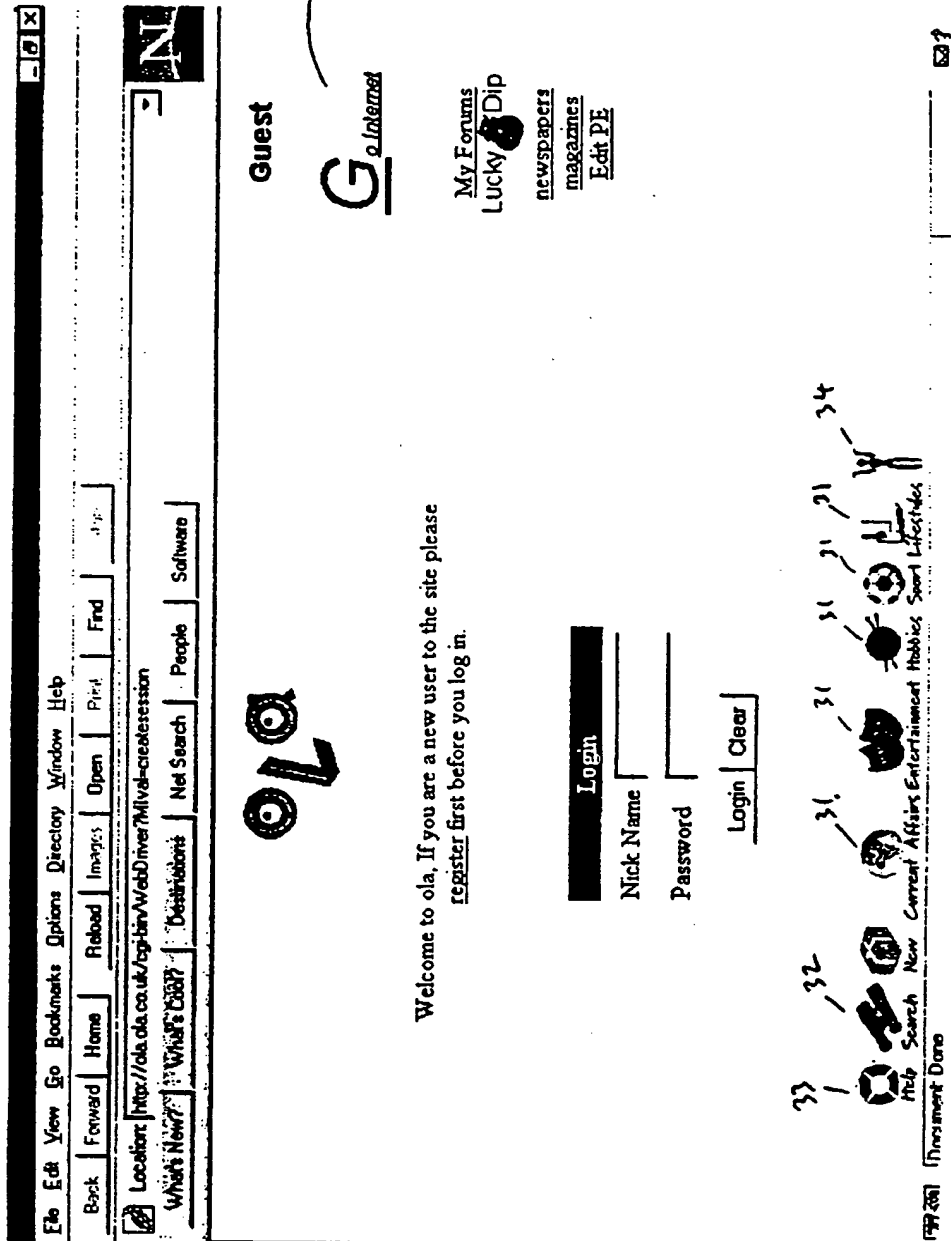 File Edit View Go Bookmarks Options Directory Window Help
Back Forward Home Reload Images Open Print Find
Location: http://ola.ola.co.uk/cgi-bin/WebDriver?MIval=createsession
What's New? What's Cool? Destinations Net Search People Software
N
ola
Guest
Go Internet
Welcome to ola, If you are a new user to the site please
register first before you log in.
My Forums
Lucky Dip
newspapers
magazines
Edit PE
Login
Nick Name
Password
Login Clear
33 32 31 31 31 31 31 34
Help Search New Current Affairs Entertainment Hobbies Sport Lifestyles
Document Done